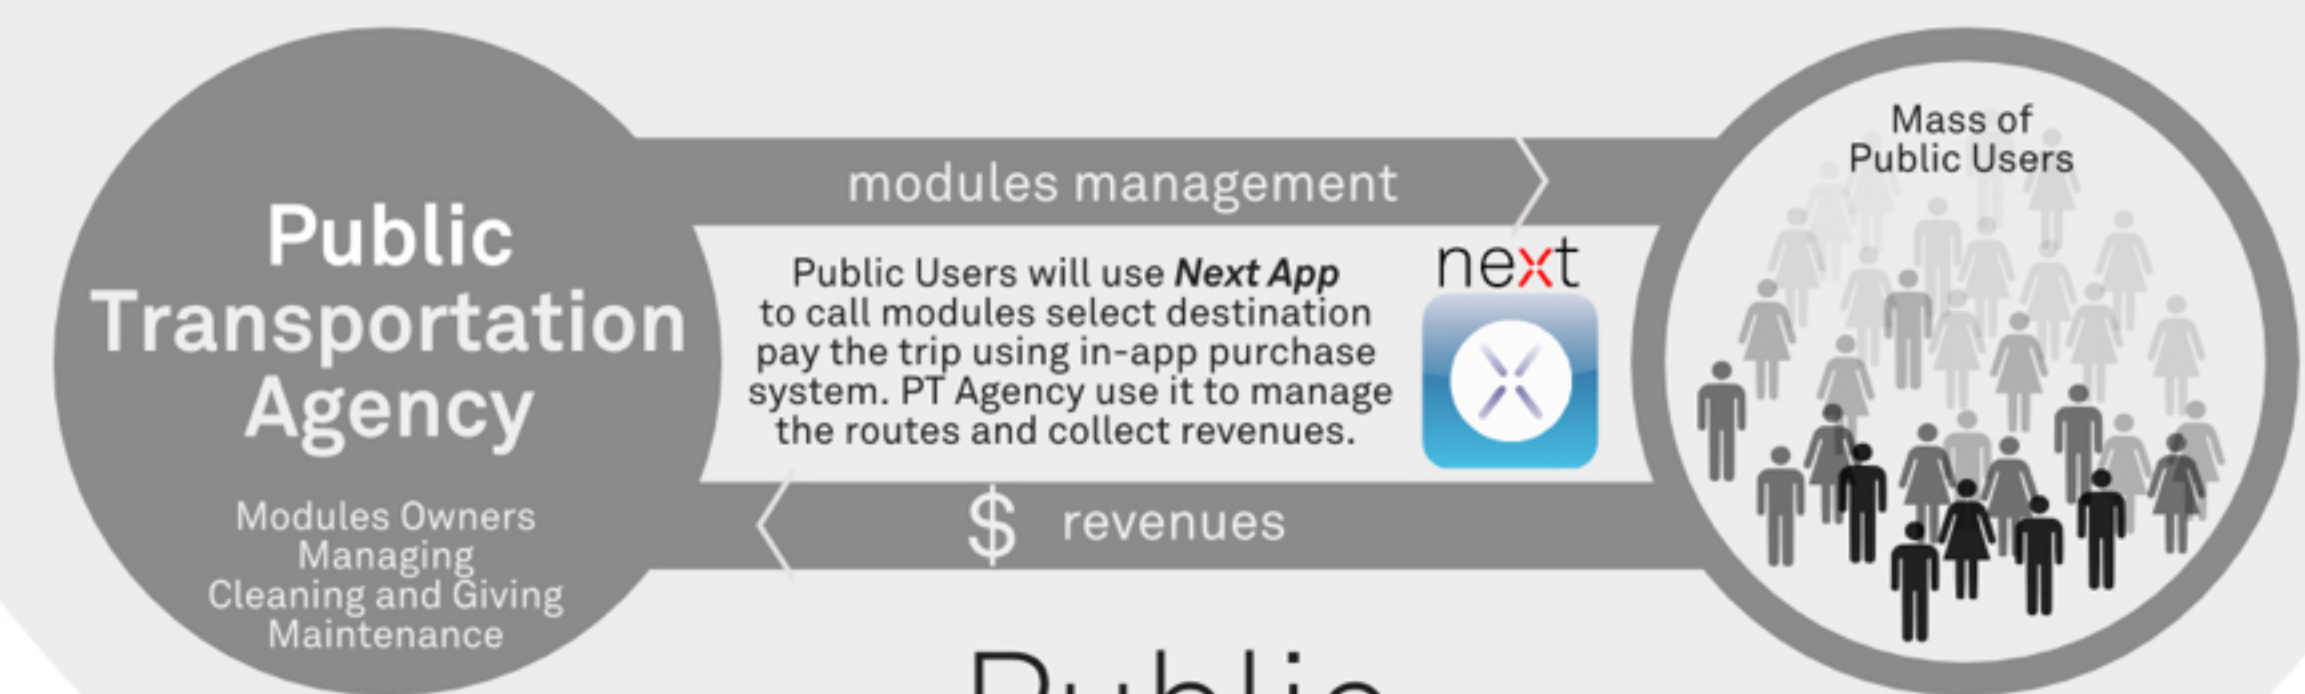 Public
Transportation
Agency
Modules Owners
Managing
Cleaning and Giving
Maintenance
modules management
Public Users will use Next App
to call modules select destination
pay the trip using in-app purchase
system. PT Agency use it to manage
the routes and collect revenues.
next
$ revenues
Mass of
Public Users
Public